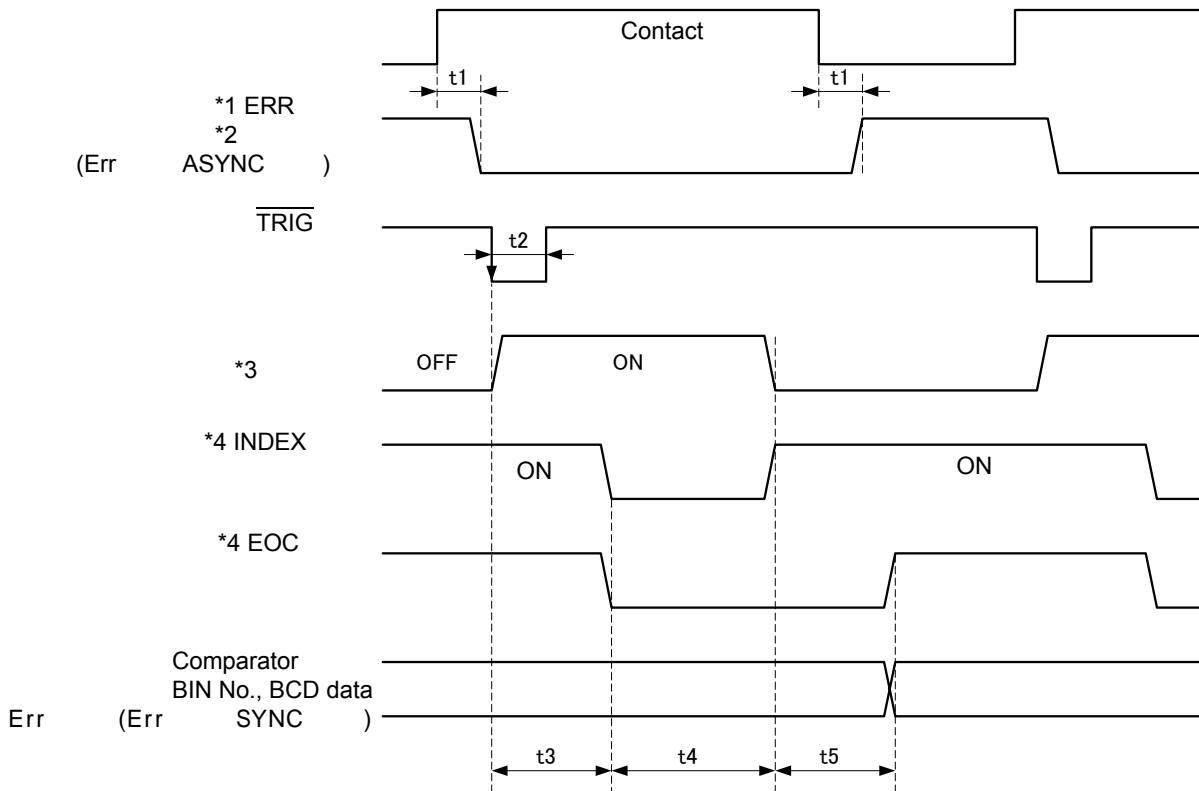 Contact
t1 t1
*1 ERR
*2
(Err ASYNC )
TRIG
t2
*3 OFF ON
*4 INDEX
ON ON
*4 EOC
Comparator
BIN No., BCD data
Err (Err SYNC )
t3 t4 t5